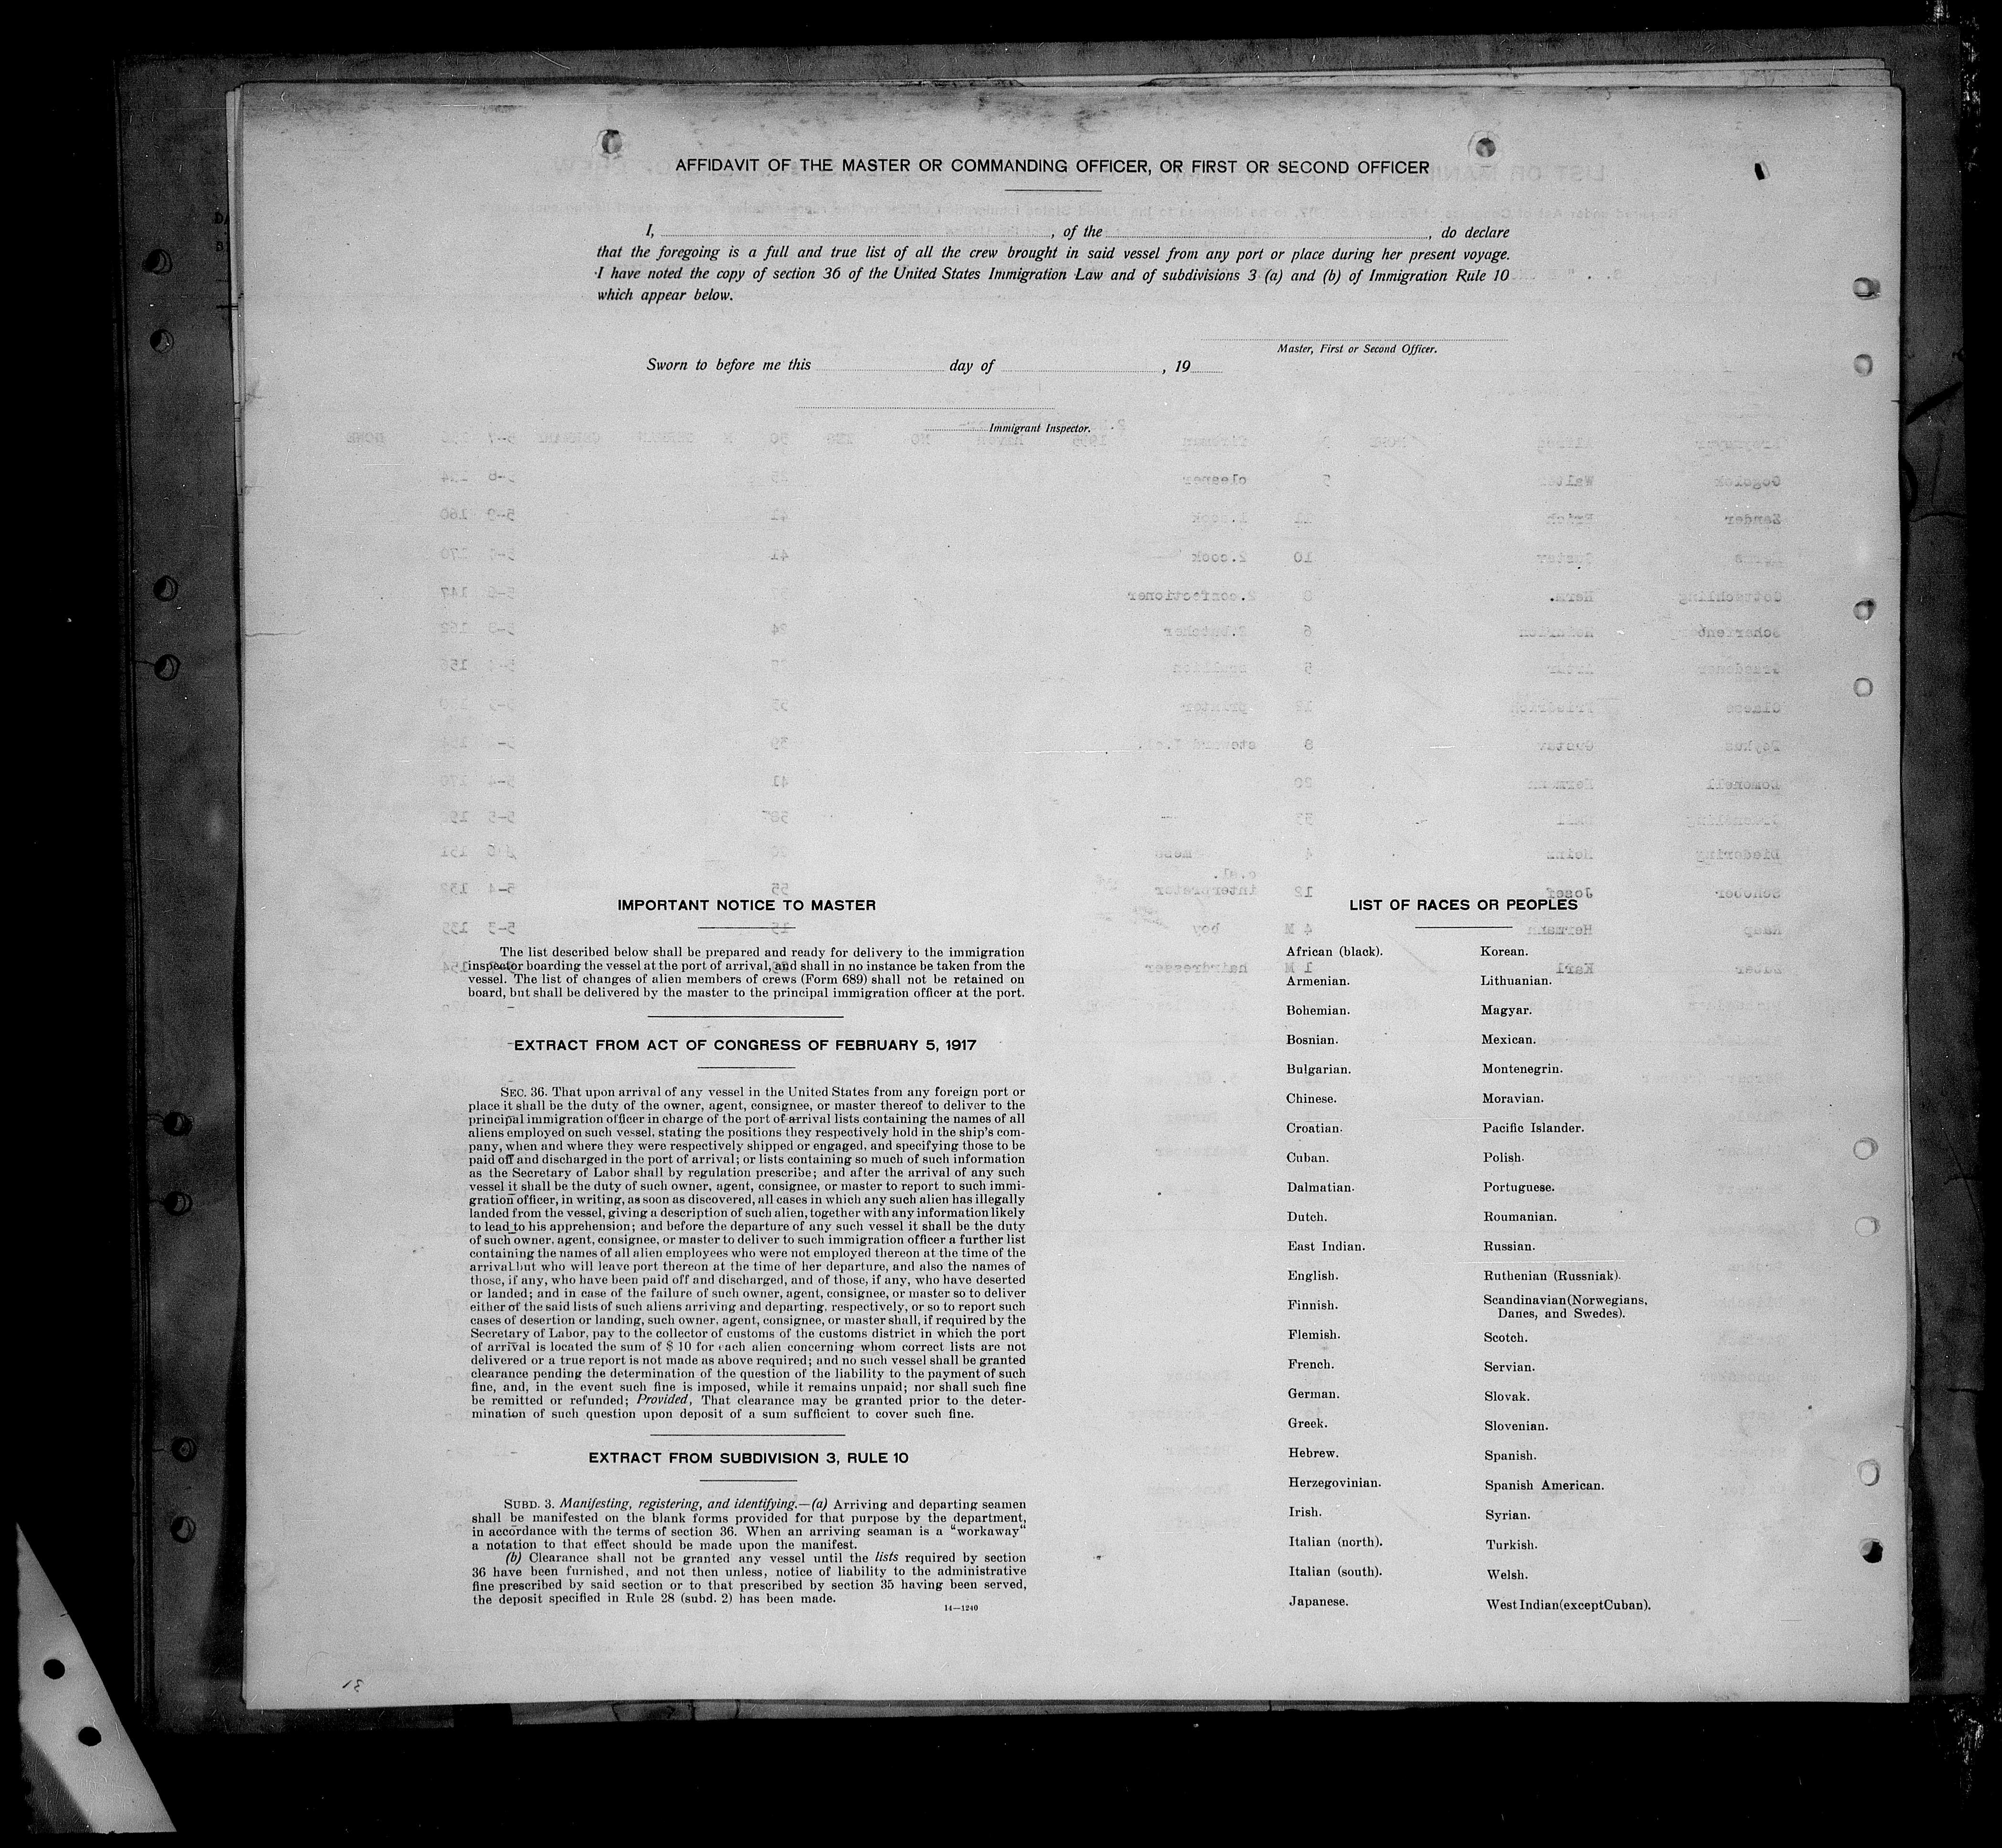 AFFIDAVIT OF THE MASTER OR COMMANDING OFFICER, OR FIRST OR SECOND OFFICER
I, , of the , do declare
that the foregoing is a full and true list of all the crew brought in said vessel from any port or place during her present voyage.
I have noted the copy of section 36 of the United States Immigration Law and of subdivisions 3 (a) and (b) of Immigration Rule 10
which appear below.
Master, First or Second Officer.
Sworn to before me this day of , 19
Immigrant Inspector.
IMPORTANT NOTICE TO MASTER
The list described below shall be prepared and ready for delivery to the immigration
inspector boarding the vessel at the port of arrival, and shall in no instance be taken from the
vessel. The list of changes of alien members of crews (Form 689) shall not be retained on
board, but shall be delivered by the master to the principal immigration officer at the port.
EXTRACT FROM ACT OF CONGRESS OF FEBRUARY 5, 1917
SEC. 36. That upon arrival of any vessel in the United States from any foreign port or
place it shall be the duty of the owner, agent, consignee, or master thereof to deliver to the
principal immigration officer in charge of the port of arrival lists containing the names of all
aliens employed on such vessel, stating the positions they respectively hold in the ship's com-
pany, when and where they were respectively shipped or engaged, and specifying those to be
paid off and discharged in the port of arrival; or lists containing so much of such information
as the Secretary of Labor shall by regulation prescribe; and after the arrival of any such
vessel it shall be the duty of such owner, agent, consignee, or master to report to such immi-
gration officer, in writing, as soon as discovered, all cases in which any such alien has illegally
landed from the vessel, giving a description of such alien, together with any information likely
to lead to his apprehension; and before the departure of any such vessel it shall be the duty
of such owner, agent, consignee, or master to deliver to such immigration officer a further list
containing the names of all alien employees who were not employed thereon at the time of the
arrival but who will leave port thereon at the time of her departure, and also the names of
those, if any, who have been paid off and discharged, and of those, if any, who have deserted
or landed; and in case of the failure of such owner, agent, consignee, or master so to deliver
either of the said lists of such aliens arriving and departing, respectively, or so to report such
cases of desertion or landing, such owner, agent, consignee, or master shall, if required by the
Secretary of Labor, pay to the collector of customs of the customs district in which the port
of arrival is located the sum of $ 10 for each alien concerning whom correct lists are not
delivered or a true report is not made as above required; and no such vessel shall be granted
clearance pending the determination of the question of the liability to the payment of such
fine, and, in the event such fine is imposed, while it remains unpaid; nor shall such fine
be remitted or refunded; Provided, That clearance may be granted prior to the deter-
mination of such question upon deposit of a sum sufficient to cover such fine.
EXTRACT FROM SUBDIVISION 3, RULE 10
SUBD. 3. Manifesting, registering, and identifying.—(a) Arriving and departing seamen
shall be manifested on the blank forms provided for that purpose by the department,
in accordance with the terms of section 36. When an arriving seaman is a "workaway"
a notation to that effect should be made upon the manifest.
(b) Clearance shall not be granted any vessel until the lists required by section
36 have been furnished, and not then unless, notice of liability to the administrative
fine prescribed by said section or to that prescribed by section 35 having been served,
the deposit specified in Rule 28 (subd. 2) has been made.
14—1240
LIST OF RACES OR PEOPLES
African (black).
Armenian.
Bohemian.
Bosnian.
Bulgarian.
Chinese.
Croatian.
Cuban.
Dalmatian.
Dutch.
East Indian.
English.
Finnish.
Flemish.
French.
German.
Greek.
Hebrew.
Herzegovinian.
Irish.
Italian (north).
Italian (south).
Japanese.
Korean.
Lithuanian.
Magyar.
Mexican.
Montenegrin.
Moravian.
Pacific Islander.
Polish.
Portuguese.
Roumanian.
Russian.
Ruthenian (Russniak).
Scandinavian (Norwegians,
Danes, and Swedes).
Scotch.
Servian.
Slovak.
Slovenian.
Spanish.
Spanish American.
Syrian.
Turkish.
Welsh.
West Indian (except Cuban).